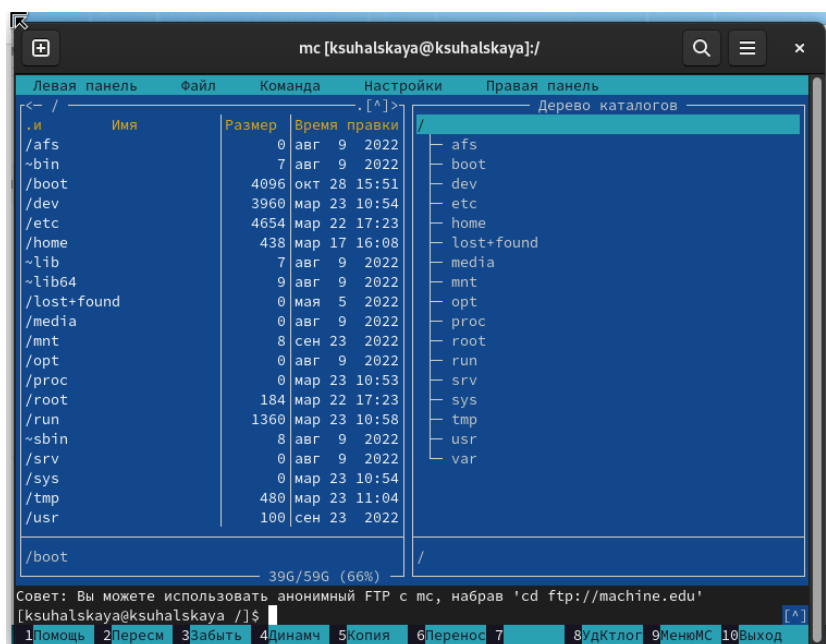 mc [ksuhalskaya@ksuhalskaya]:/
Левая панель Файл Команда Настройки Правая панель
<— / .[^]>
.и Имя Размер Время правки
/afs 0 авг 9 2022
~bin 7 авг 9 2022
/boot 4096 окт 28 15:51
/dev 3960 мар 23 10:54
/etc 4654 мар 22 17:23
/home 438 мар 17 16:08
~lib 7 авг 9 2022
~lib64 9 авг 9 2022
/lost+found 0 мая 5 2022
/media 0 авг 9 2022
/mnt 8 сен 23 2022
/opt 0 авг 9 2022
/proc 0 мар 23 10:53
/root 184 мар 22 17:23
/run 1360 мар 23 10:58
~sbin 8 авг 9 2022
/srv 0 авг 9 2022
/sys 0 мар 23 10:54
/tmp 480 мар 23 11:04
/usr 100 сен 23 2022
/boot
39G/59G (66%)
Дерево каталогов
/
afs
boot
dev
etc
home
lost+found
media
mnt
opt
proc
root
run
srv
sys
tmp
usr
var
/
Совет: Вы можете использовать анонимный FTP с mc, набрав 'cd ftp://machine.edu'
[ksuhalskaya@ksuhalskaya /]$ [^]
1Помощь 2Пересм 3Забыть 4Динамч 5Копия 6Перенос 7 8УдКтлог 9МенюMC 10Выход